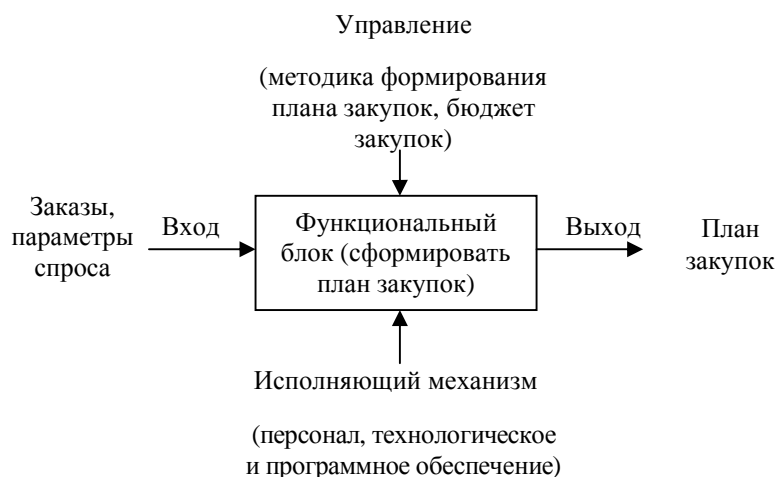 Управление
(методика формирования
плана закупок, бюджет
закупок)
Заказы,
параметры
спроса
Вход
Функциональный
блок (сформировать
план закупок)
Выход
План
закупок
Исполняющий механизм
(персонал, технологическое
и программное обеспечение)